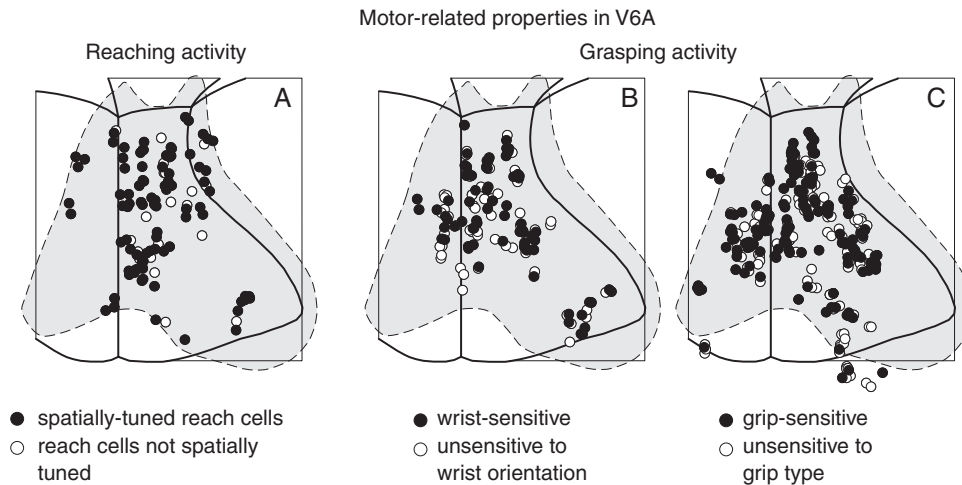 Motor-related properties in V6A
Reaching activity
Grasping activity
A
B
C
spatially-tuned reach cells
reach cells not spatially
tuned
wrist-sensitive
unsensitive to
wrist orientation
grip-sensitive
unsensitive to
grip type